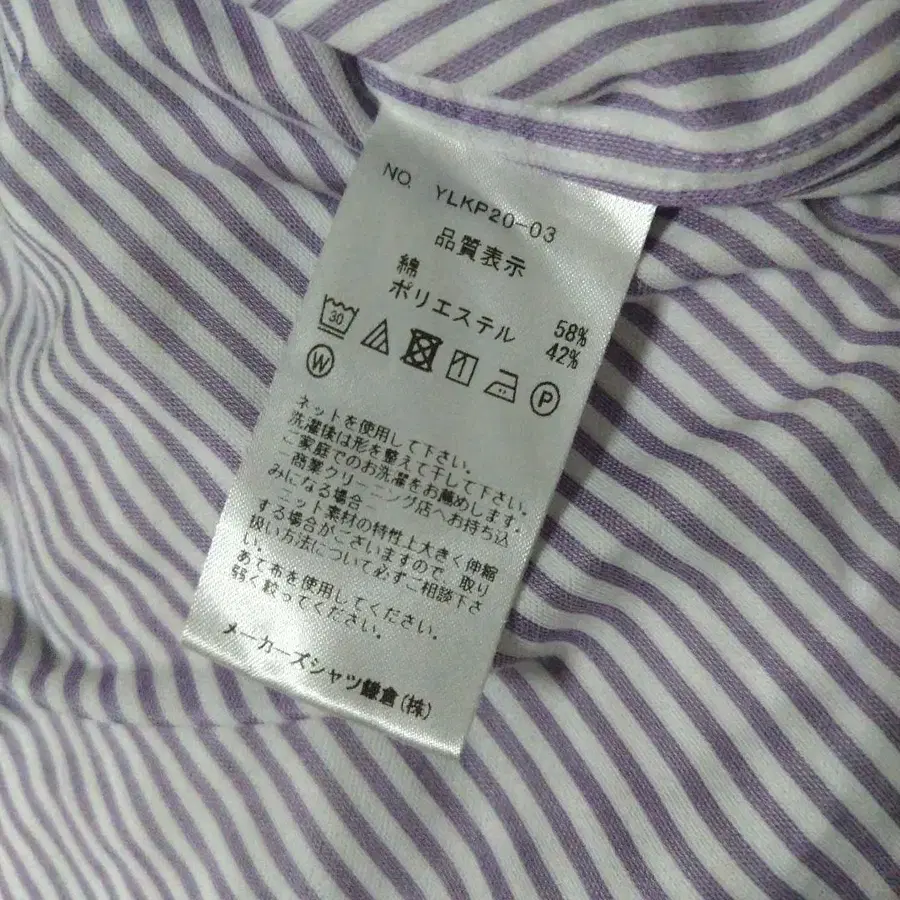 NO. YLKP20-03
品質表示
綿 58%
ポリエステル 42%
30
W P
ネットを使用して下さい。
洗濯後は形を整えて干して下さい。
ご家庭でのお洗濯をお薦めします。
商業クリーニング店へお持ち込
みになる場合
ニット素材の特性上大きく伸縮
する場合がございますので、取り
扱い方法について必ずご相談下さ
い。
あて布を使用してください。
弱く絞ってください。
メーカーズシャツ鎌倉(株)